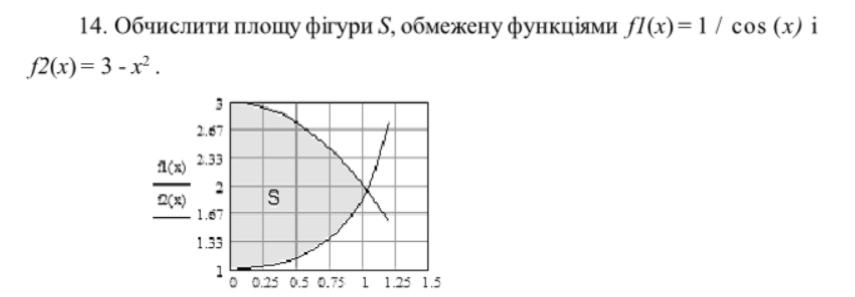 14. Обчислити площу фігури S, обмежену функціями f1(x) = 1 / cos (x) і
f2(x) = 3 - x² .
3
2.67
f1(x) 2.33
2
f2(x)
S
1.67
1.33
1
0 0.25 0.5 0.75 1 1.25 1.5